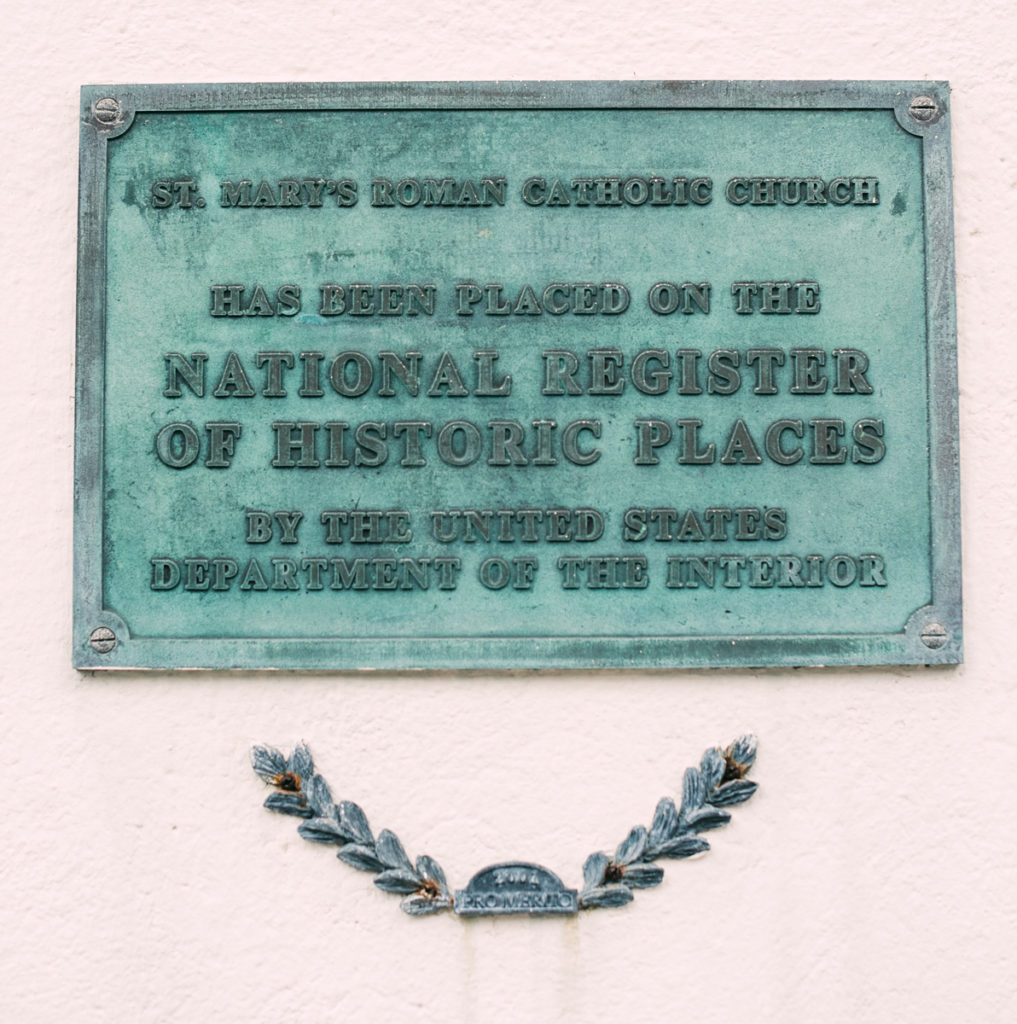 ST. MARY'S ROMAN CATHOLIC CHURCH
HAS BEEN PLACED ON THE
NATIONAL REGISTER
OF HISTORIC PLACES
BY THE UNITED STATES
DEPARTMENT OF THE INTERIOR
PRO MERITO